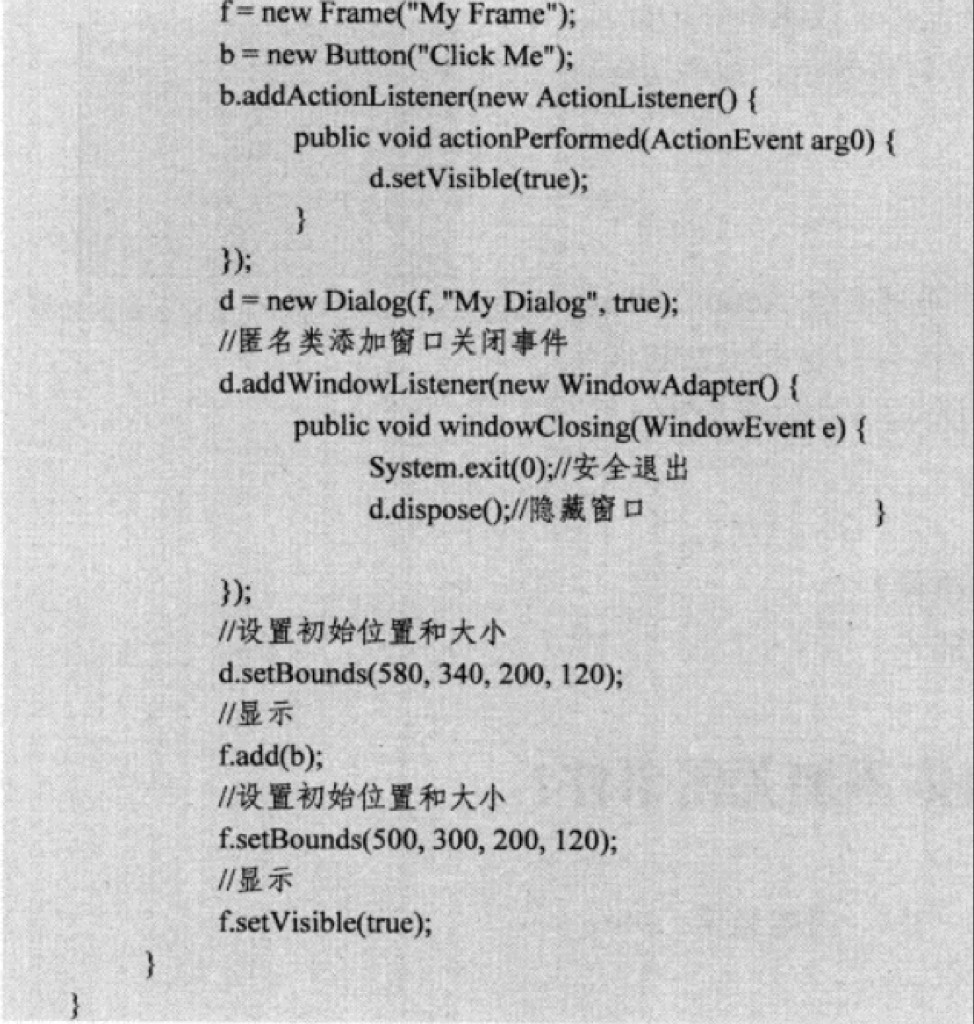 f = new Frame("My Frame");
b = new Button("Click Me");
b.addActionListener(new ActionListener() {
public void actionPerformed(ActionEvent arg0) {
d.setVisible(true);
}
});
d = new Dialog(f, "My Dialog", true);
//匿名类添加窗口关闭事件
d.addWindowListener(new WindowAdapter() {
public void windowClosing(WindowEvent e) {
System.exit(0);//安全退出
d.dispose();//隐藏窗口 }
});
//设置初始位置和大小
d.setBounds(580, 340, 200, 120);
//显示
f.add(b);
//设置初始位置和大小
f.setBounds(500, 300, 200, 120);
//显示
f.setVisible(true);
}
}